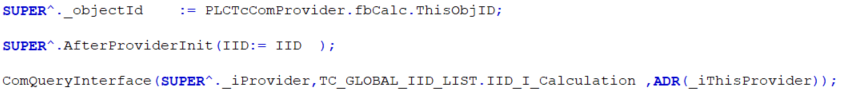 SUPER^._objectId    := PLCTcComProvider.fbCalc.ThisObjID;
SUPER^.AfterProviderInit(IID:= IID  );
ComQueryInterface(SUPER^._iProvider,TC_GLOBAL_IID_LIST.IID_I_Calculation ,ADR(_iThisProvider));